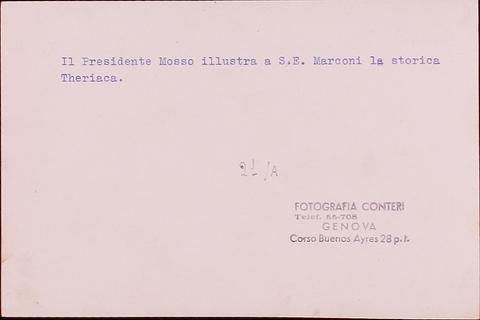 Il Presidente Mosso illustra a S.E. Marconi la storica
Theriaca.
FOTOGRAFIA CONTERI
Telef. 55-708
GENOVA
Corso Buenos Ayres 28 p.t.